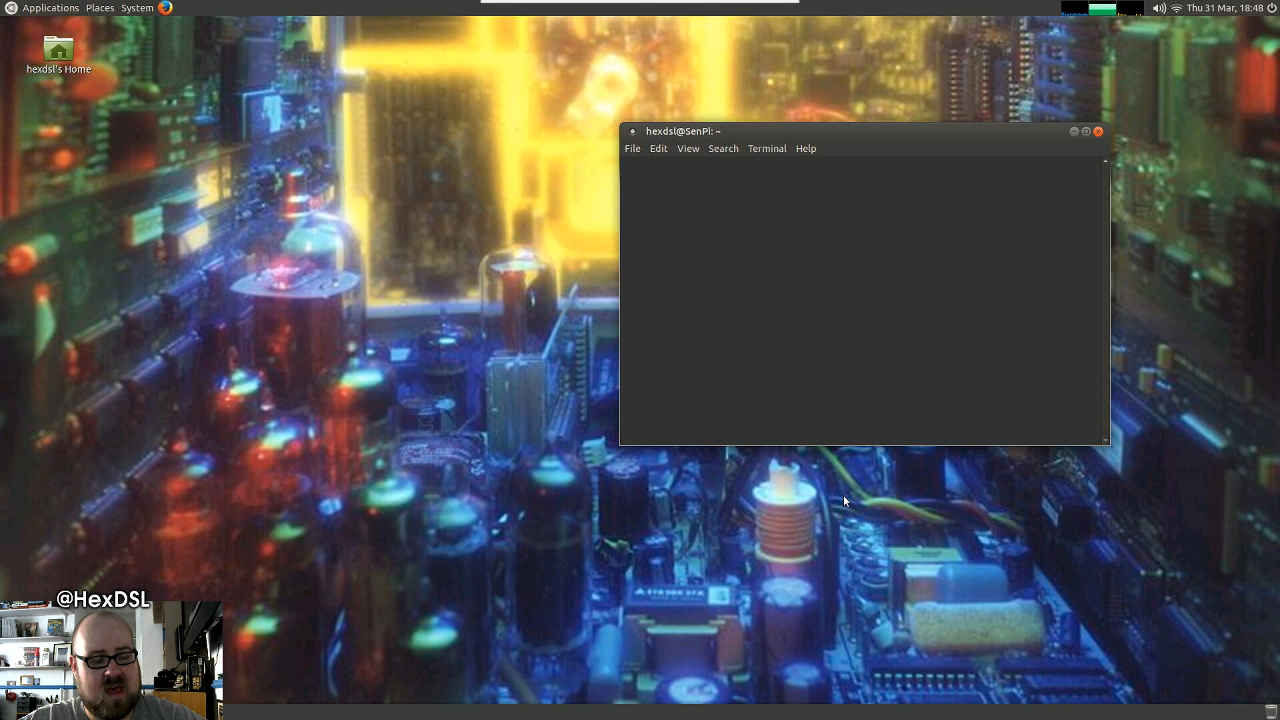 Applications Places System
Thu 31 Mar, 18:48
hexdsl's Home
hexdsl@SenPi: ~
File Edit View Search Terminal Help
@HexDSL